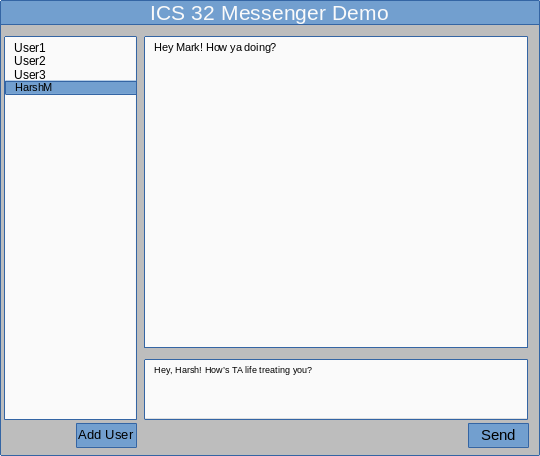 ICS 32 Messenger Demo
User1
User2
User3
HarshM
Hey Mark! How ya doing?
Hey, Harsh! How's TA life treating you?
Add User
Send